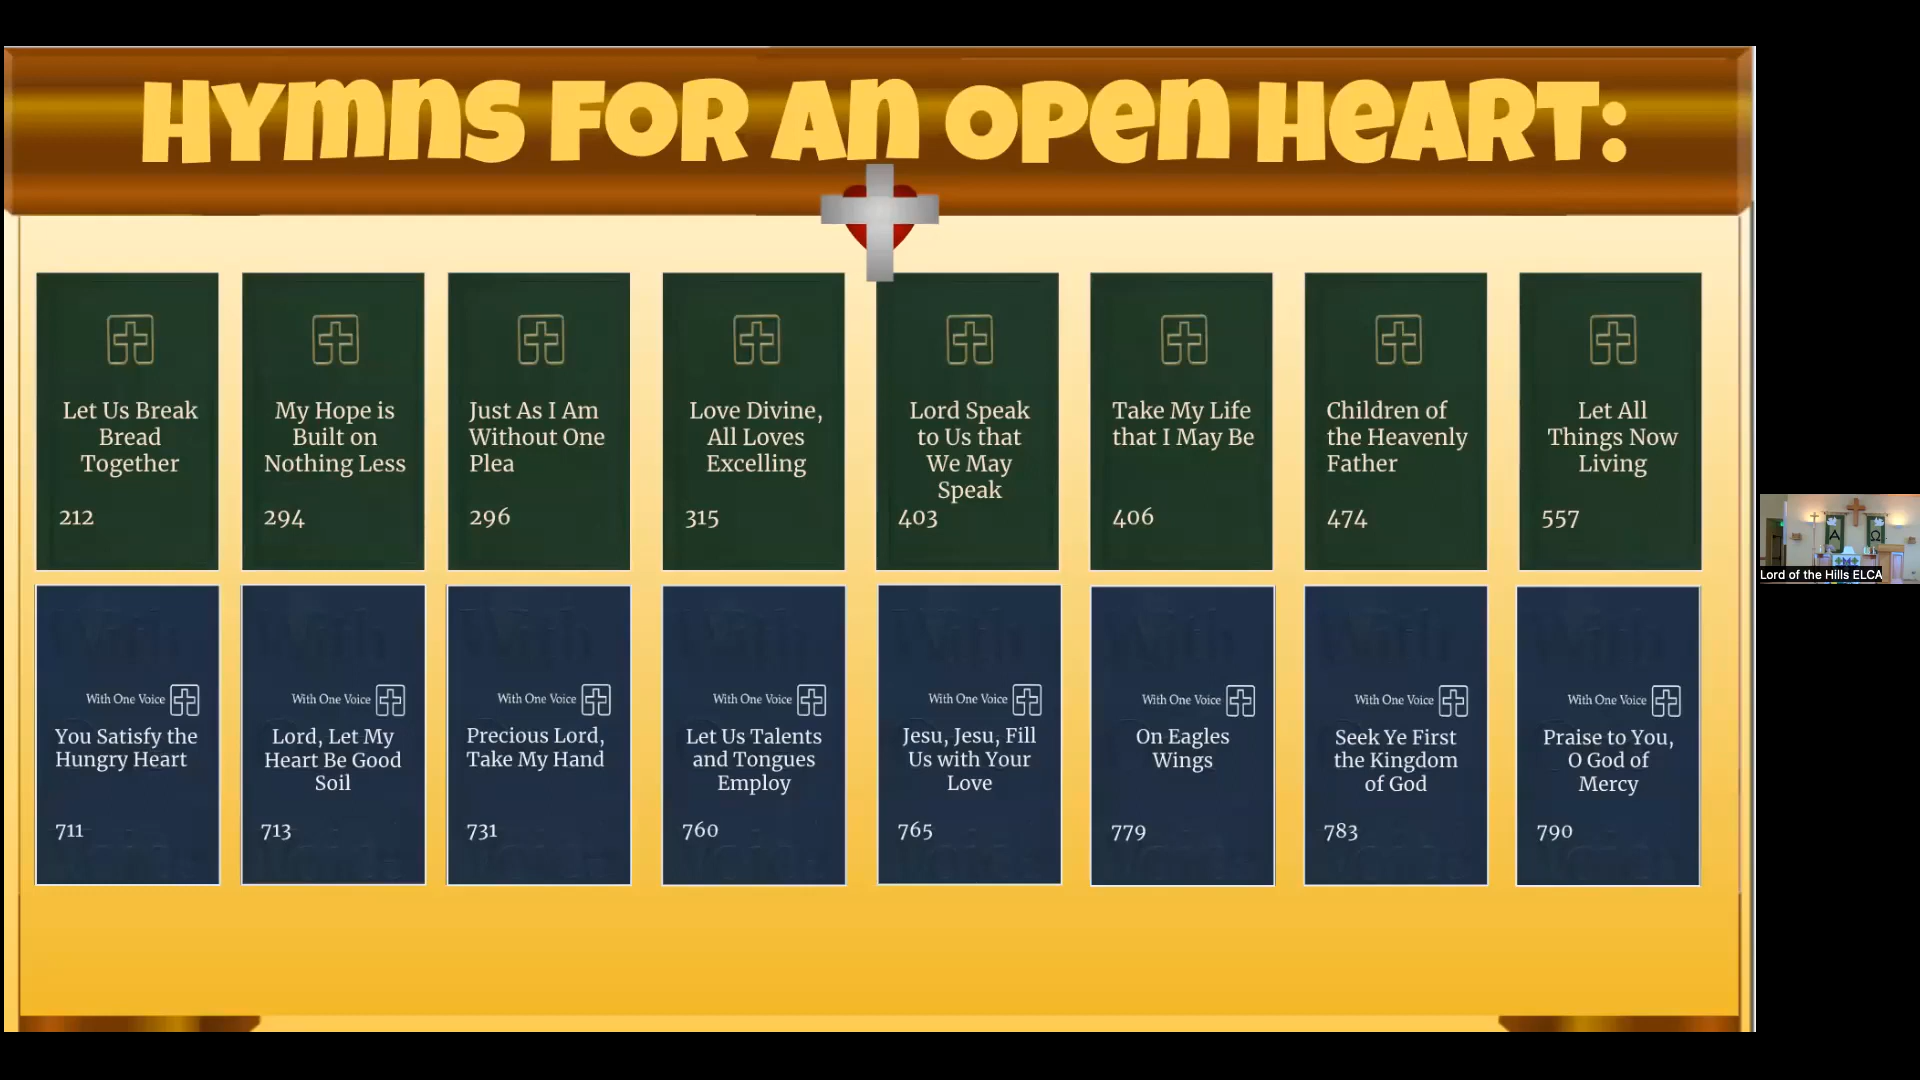 HYMNS FOR AN OPEN HEART:
Let Us Break
Bread
Together
212
My Hope is
Built on
Nothing Less
294
Just As I Am
Without One
Plea
296
Love Divine,
All Loves
Excelling
315
Lord Speak
to Us that
We May
Speak
403
Take My Life
that I May Be
406
Children of
the Heavenly
Father
474
Let All
Things Now
Living
557
With One Voice
You Satisfy the
Hungry Heart
711
With One Voice
Lord, Let My
Heart Be Good
Soil
713
With One Voice
Precious Lord,
Take My Hand
731
With One Voice
Let Us Talents
and Tongues
Employ
760
With One Voice
Jesu, Jesu, Fill
Us with Your
Love
765
With One Voice
On Eagles
Wings
779
With One Voice
Seek Ye First
the Kingdom
of God
783
With One Voice
Praise to You,
O God of
Mercy
790
Α
Ω
Lord of the Hills ELCA